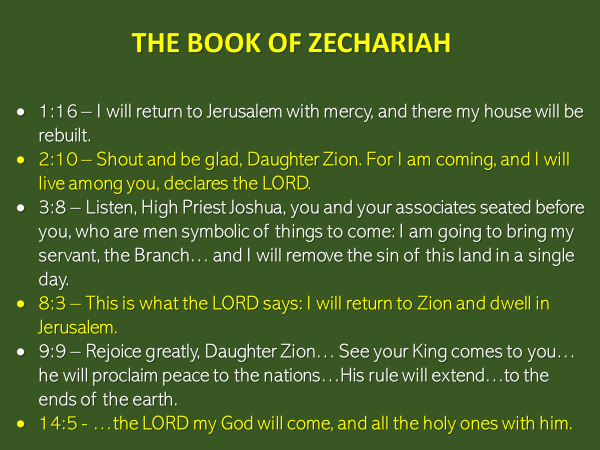 THE BOOK OF ZECHARIAH
• 1:16 – I will return to Jerusalem with mercy, and there my house will be
rebuilt.
• 2:10 – Shout and be glad, Daughter Zion. For I am coming, and I will
live among you, declares the LORD.
• 3:8 – Listen, High Priest Joshua, you and your associates seated before
you, who are men symbolic of things to come: I am going to bring my
servant, the Branch… and I will remove the sin of this land in a single
day.
• 8:3 – This is what the LORD says: I will return to Zion and dwell in
Jerusalem.
• 9:9 – Rejoice greatly, Daughter Zion… See your King comes to you…
he will proclaim peace to the nations…His rule will extend…to the
ends of the earth.
• 14:5 - …the LORD my God will come, and all the holy ones with him.